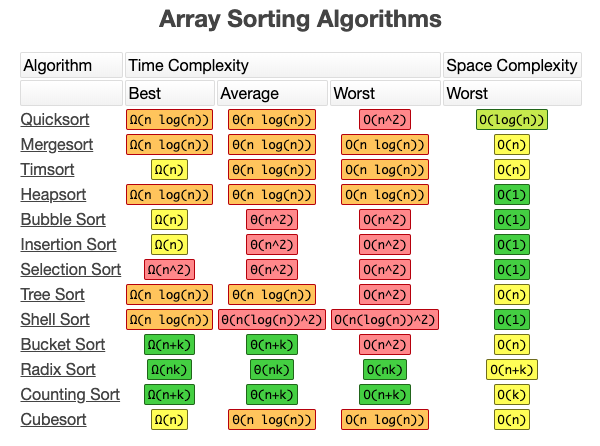 Array Sorting Algorithms
Algorithm Time Complexity Space Complexity
Best Average Worst Worst
Quicksort Ω(n log(n)) θ(n log(n)) O(n^2) O(log(n))
Mergesort Ω(n log(n)) θ(n log(n)) O(n log(n)) O(n)
Timsort Ω(n) θ(n log(n)) O(n log(n)) O(n)
Heapsort Ω(n log(n)) θ(n log(n)) O(n log(n)) O(1)
Bubble Sort Ω(n) θ(n^2) O(n^2) O(1)
Insertion Sort Ω(n) θ(n^2) O(n^2) O(1)
Selection Sort Ω(n^2) θ(n^2) O(n^2) O(1)
Tree Sort Ω(n log(n)) θ(n log(n)) O(n^2) O(n)
Shell Sort Ω(n log(n)) θ(n(log(n))^2) O(n(log(n))^2) O(1)
Bucket Sort Ω(n+k) θ(n+k) O(n^2) O(n)
Radix Sort Ω(nk) θ(nk) O(nk) O(n+k)
Counting Sort Ω(n+k) θ(n+k) O(n+k) O(k)
Cubesort Ω(n) θ(n log(n)) O(n log(n)) O(n)